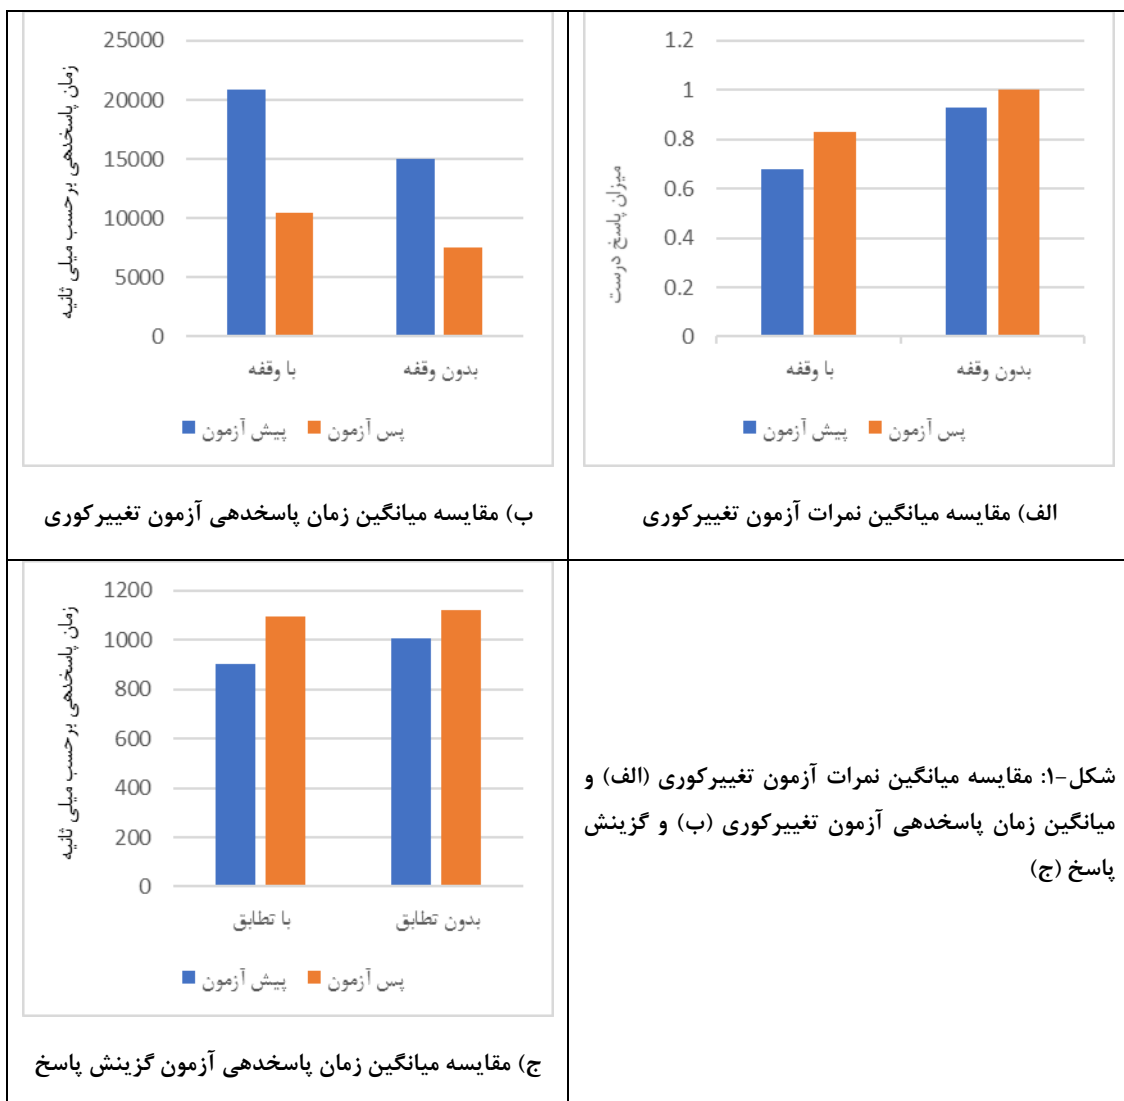 1.2
1
0.8
0.6
0.4
0.2
0
میزان پاسخ درست
با وقفه
بدون وقفه
پیش آزمون
پس آزمون
الف) مقایسه میانگین نمرات آزمون تغییرکوری
25000
20000
15000
10000
5000
0
زمان پاسخدهی برحسب میلی ثانیه
با وقفه
بدون وقفه
پیش آزمون
پس آزمون
ب) مقایسه میانگین زمان پاسخدهی آزمون تغییرکوری
شکل-۱: مقایسه میانگین نمرات آزمون تغییرکوری (الف) و
میانگین زمان پاسخدهی آزمون تغییرکوری (ب) و گزینش
پاسخ (ج)
1200
1000
800
600
400
200
0
زمان پاسخدهی برحسب میلی ثانیه
با تطابق
بدون تطابق
پیش آزمون
پس آزمون
ج) مقایسه میانگین زمان پاسخدهی آزمون گزینش پاسخ